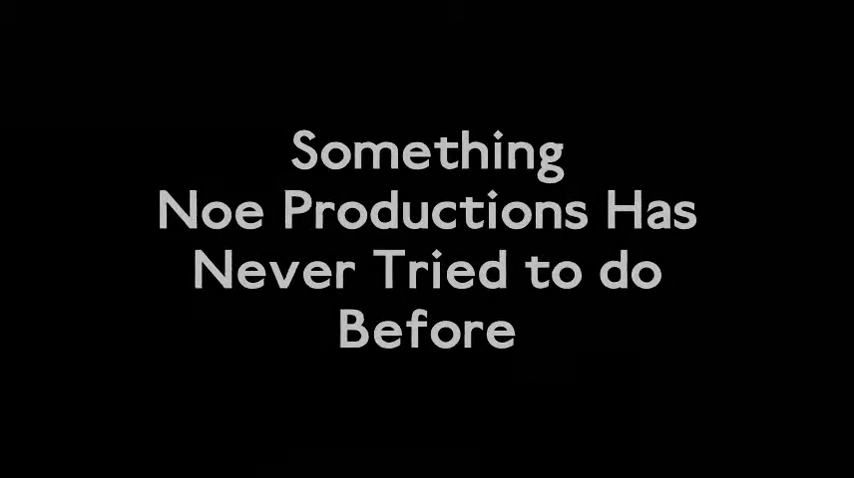 Something
Noe Productions Has
Never Tried to do
Before